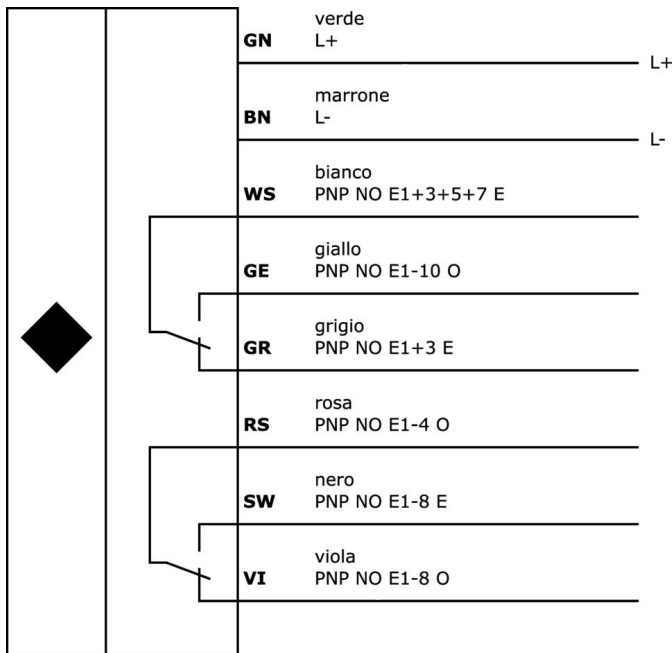 verde
GN L+
L+
marrone
BN L-
L-
bianco
WS PNP NO E1+3+5+7 E
giallo
GE PNP NO E1-10 O
grigio
GR PNP NO E1+3 E
rosa
RS PNP NO E1-4 O
nero
SW PNP NO E1-8 E
viola
VI PNP NO E1-8 O